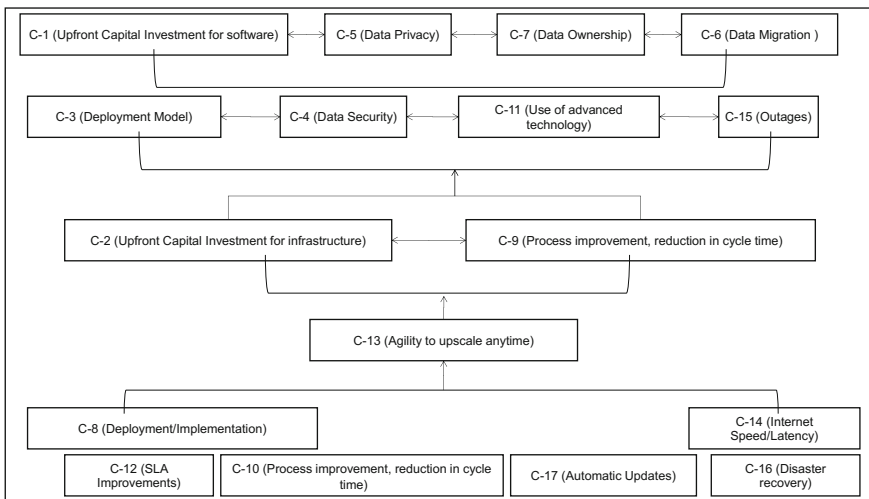 C-1 (Upfront Capital Investment for software)
C-5 (Data Privacy)
C-7 (Data Ownership)
C-6 (Data Migration )
C-3 (Deployment Model)
C-4 (Data Security)
C-11 (Use of advanced
technology)
C-15 (Outages)
C-2 (Upfront Capital Investment for infrastructure)
C-9 (Process improvement, reduction in cycle time)
C-13 (Agility to upscale anytime)
C-8 (Deployment/Implementation)
C-14 (Internet
Speed/Latency)
C-12 (SLA
Improvements)
C-10 (Process improvement, reduction in cycle
time)
C-17 (Automatic Updates)
C-16 (Disaster
recovery)